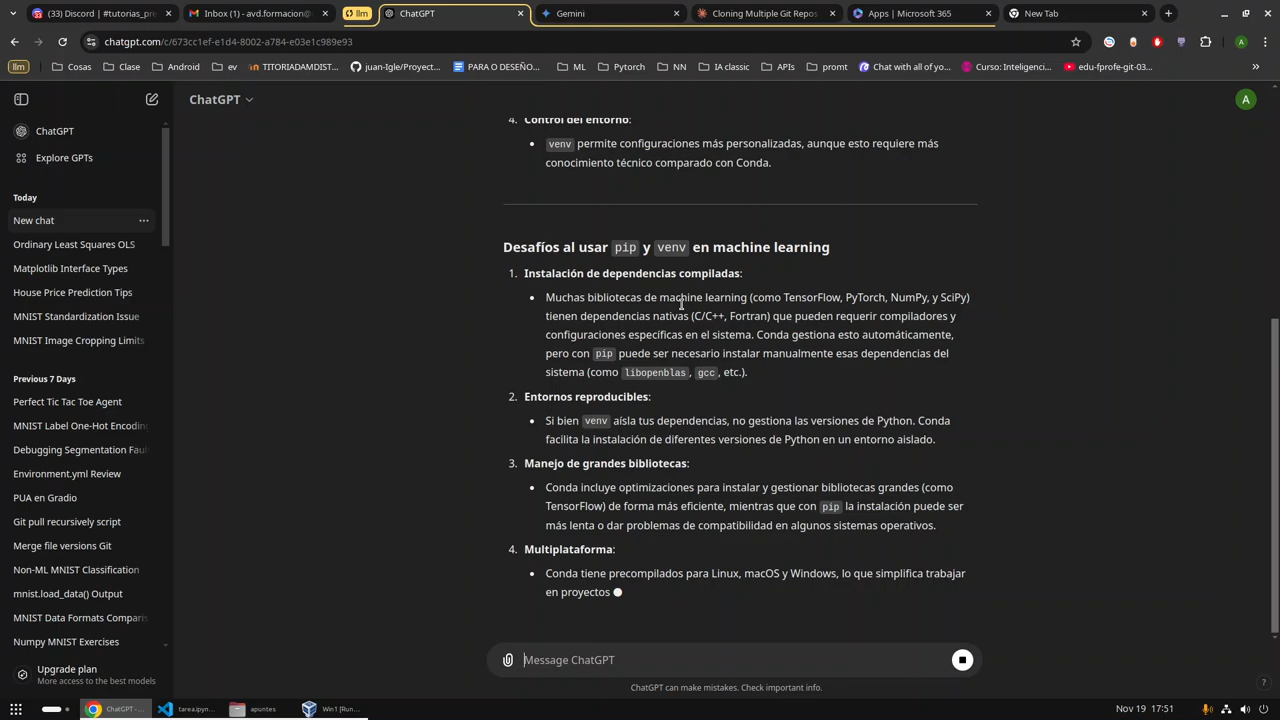 (33) Discord | #tutorias_pre
Inbox (1) - avd.formacion@
llm
ChatGPT
Gemini
Cloning Multiple Git Repos
Apps | Microsoft 365
New Tab
chatgpt.com/c/673cc1ef-e1d4-8002-a784-e03e1c989e93
A
llm
Cosas
Clase
Android
ev
TITORIADAMDIST...
juan-Igle/Proyect...
PARA O DESEÑO...
ML
Pytorch
NN
IA classic
APIs
promt
Chat with all of yo...
Curso: Inteligenci...
edu-fprofe-git-03...
ChatGPT
A
ChatGPT
Explore GPTs
Today
New chat
Ordinary Least Squares OLS
Matplotlib Interface Types
House Price Prediction Tips
MNIST Standardization Issue
MNIST Image Cropping Limits
Previous 7 Days
Perfect Tic Tac Toe Agent
MNIST Label One-Hot Encoding
Debugging Segmentation Faul
Environment.yml Review
PUA en Gradio
Git pull recursively script
Merge file versions Git
Non-ML MNIST Classification
mnist.load_data() Output
MNIST Data Formats Comparis
Numpy MNIST Exercises
Upgrade plan
More access to the best models
4. Control del entorno:
venv permite configuraciones más personalizadas, aunque esto requiere más
conocimiento técnico comparado con Conda.
Desafíos al usar pip y venv en machine learning
1. Instalación de dependencias compiladas:
Muchas bibliotecas de machine learning (como TensorFlow, PyTorch, NumPy, y SciPy)
tienen dependencias nativas (C/C++, Fortran) que pueden requerir compiladores y
configuraciones específicas en el sistema. Conda gestiona esto automáticamente,
pero con pip puede ser necesario instalar manualmente esas dependencias del
sistema (como libopenblas, gcc, etc.).
2. Entornos reproducibles:
Si bien venv aísla tus dependencias, no gestiona las versiones de Python. Conda
facilita la instalación de diferentes versiones de Python en un entorno aislado.
3. Manejo de grandes bibliotecas:
Conda incluye optimizaciones para instalar y gestionar bibliotecas grandes (como
TensorFlow) de forma más eficiente, mientras que con pip la instalación puede ser
más lenta o dar problemas de compatibilidad en algunos sistemas operativos.
4. Multiplataforma:
Conda tiene precompilados para Linux, macOS y Windows, lo que simplifica trabajar
en proyectos
Message ChatGPT
ChatGPT can make mistakes. Check important info.
?
ChatGPT - ...
tarea.ipyn...
apuntes
Win1 [Run...
Nov 19 • 17:51